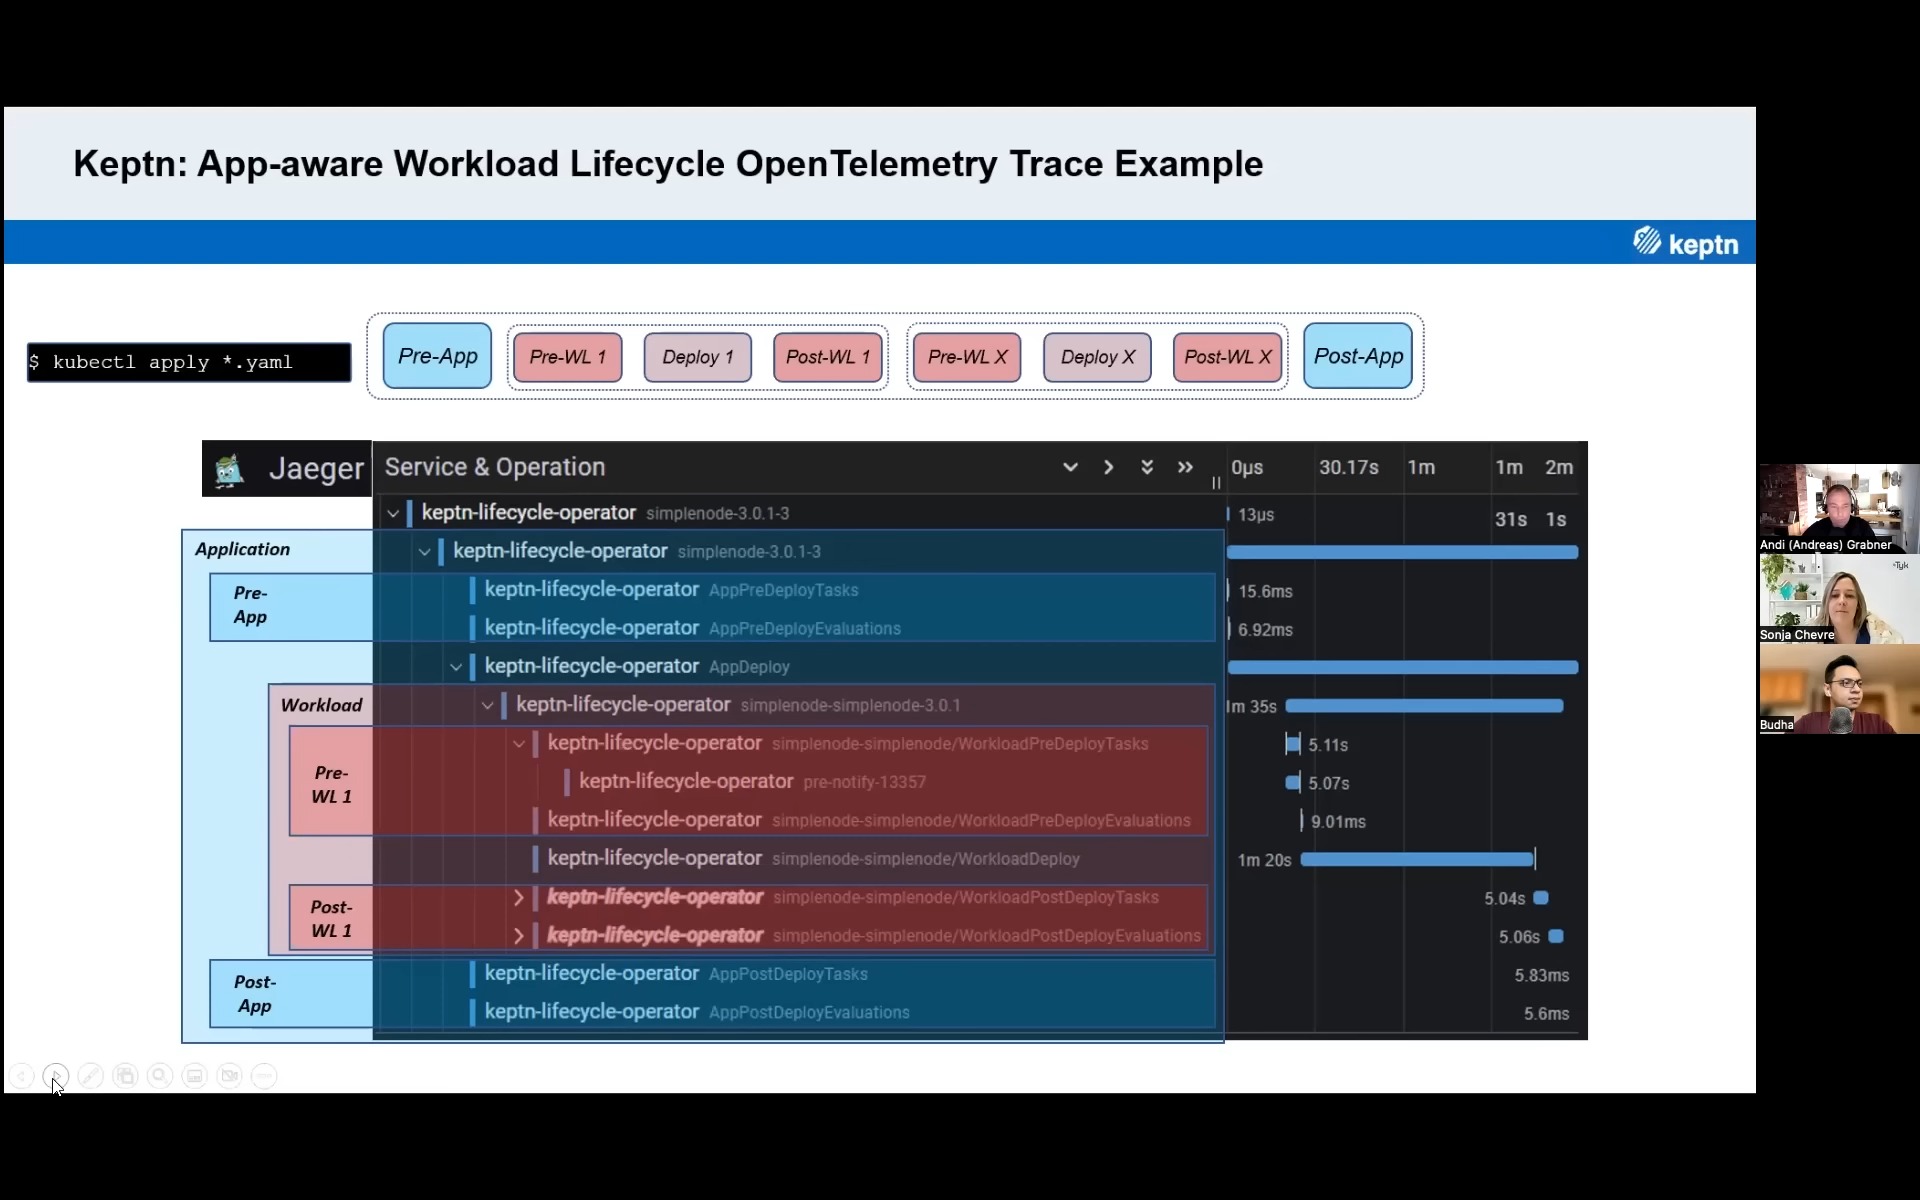 Keptn: App-aware Workload Lifecycle OpenTelemetry Trace Example
keptn
$ kubectl apply *.yaml
Pre-App
Pre-WL 1
Deploy 1
Post-WL 1
Pre-WL X
Deploy X
Post-WL X
Post-App
Jaeger
Service & Operation
0µs
30.17s
1m
1m
2m
31s
1s
keptn-lifecycle-operator simplenode-3.0.1-3
13µs
Application
keptn-lifecycle-operator simplenode-3.0.1-3
Pre-
App
keptn-lifecycle-operator AppPreDeployTasks
15.6ms
keptn-lifecycle-operator AppPreDeployEvaluations
6.92ms
keptn-lifecycle-operator AppDeploy
Workload
keptn-lifecycle-operator simplenode-simplenode-3.0.1
1m 35s
Pre-
WL 1
keptn-lifecycle-operator simplenode-simplenode/WorkloadPreDeployTasks
5.11s
keptn-lifecycle-operator pre-notify-13357
5.07s
keptn-lifecycle-operator simplenode-simplenode/WorkloadPreDeployEvaluations
9.01ms
keptn-lifecycle-operator simplenode-simplenode/WorkloadDeploy
1m 20s
Post-
WL 1
keptn-lifecycle-operator simplenode-simplenode/WorkloadPostDeployTasks
5.04s
keptn-lifecycle-operator simplenode-simplenode/WorkloadPostDeployEvaluations
5.06s
Post-
App
keptn-lifecycle-operator AppPostDeployTasks
5.83ms
keptn-lifecycle-operator AppPostDeployEvaluations
5.6ms
Andi (Andreas) Grabner
Tyk
Sonja Chevre
Budha